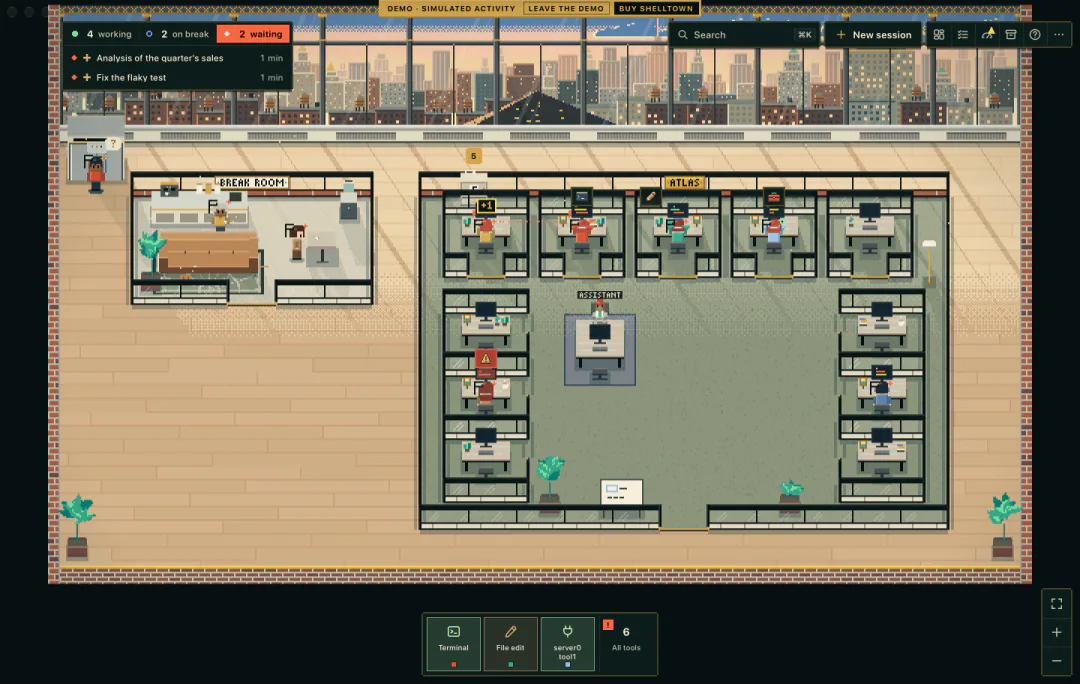 DEMO · SIMULATED ACTIVITY
LEAVE THE DEMO
BUY SHELLTOWN
4 working
2 on break
2 waiting
Analysis of the quarter's sales 1 min
Fix the flaky test 1 min
Search ⌘K
+ New session
?
5
BREAK ROOM
ATLAS
+1
ASSISTANT
Terminal
File edit
server0
tool1
! 6
All tools